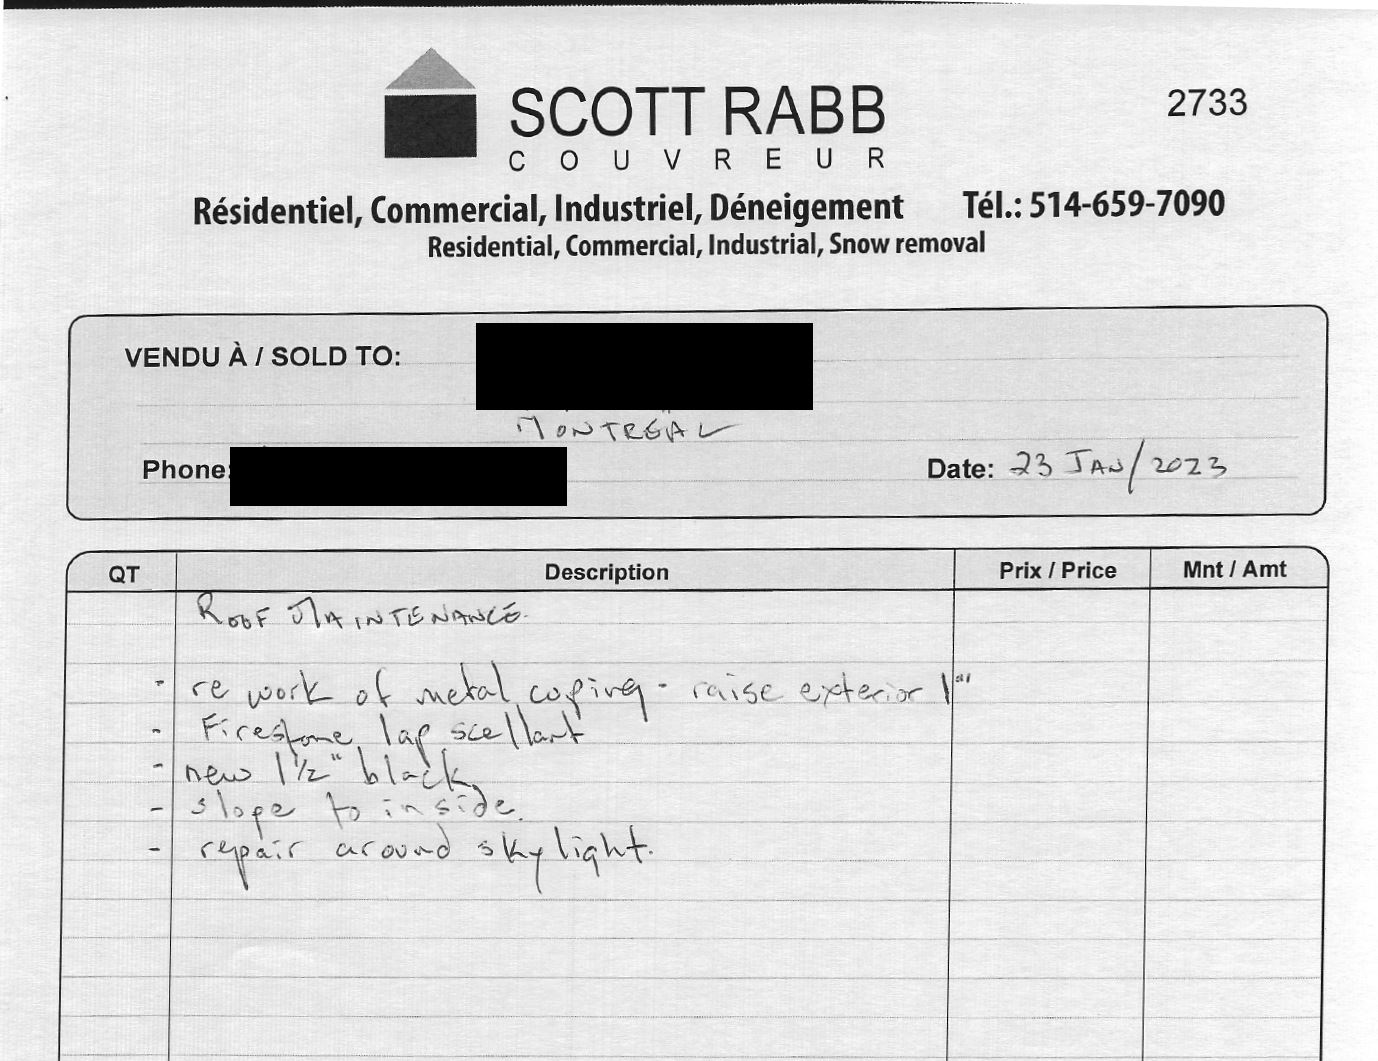 SCOTT RABB
COUVREUR
2733
Résidentiel, Commercial, Industriel, Déneigement Tél.: 514-659-7090
Residential, Commercial, Industrial, Snow removal
VENDU À / SOLD TO:
MONTREAL
Phone:
Date: 23 JAN/2023
QT Description Prix / Price Mnt / Amt
ROOF MAINTENANCE.
- re work of metal coping - raise exterior 1"
- Firestone lap scellant
- new 1½" black
- slope to inside.
- repair around skylight.